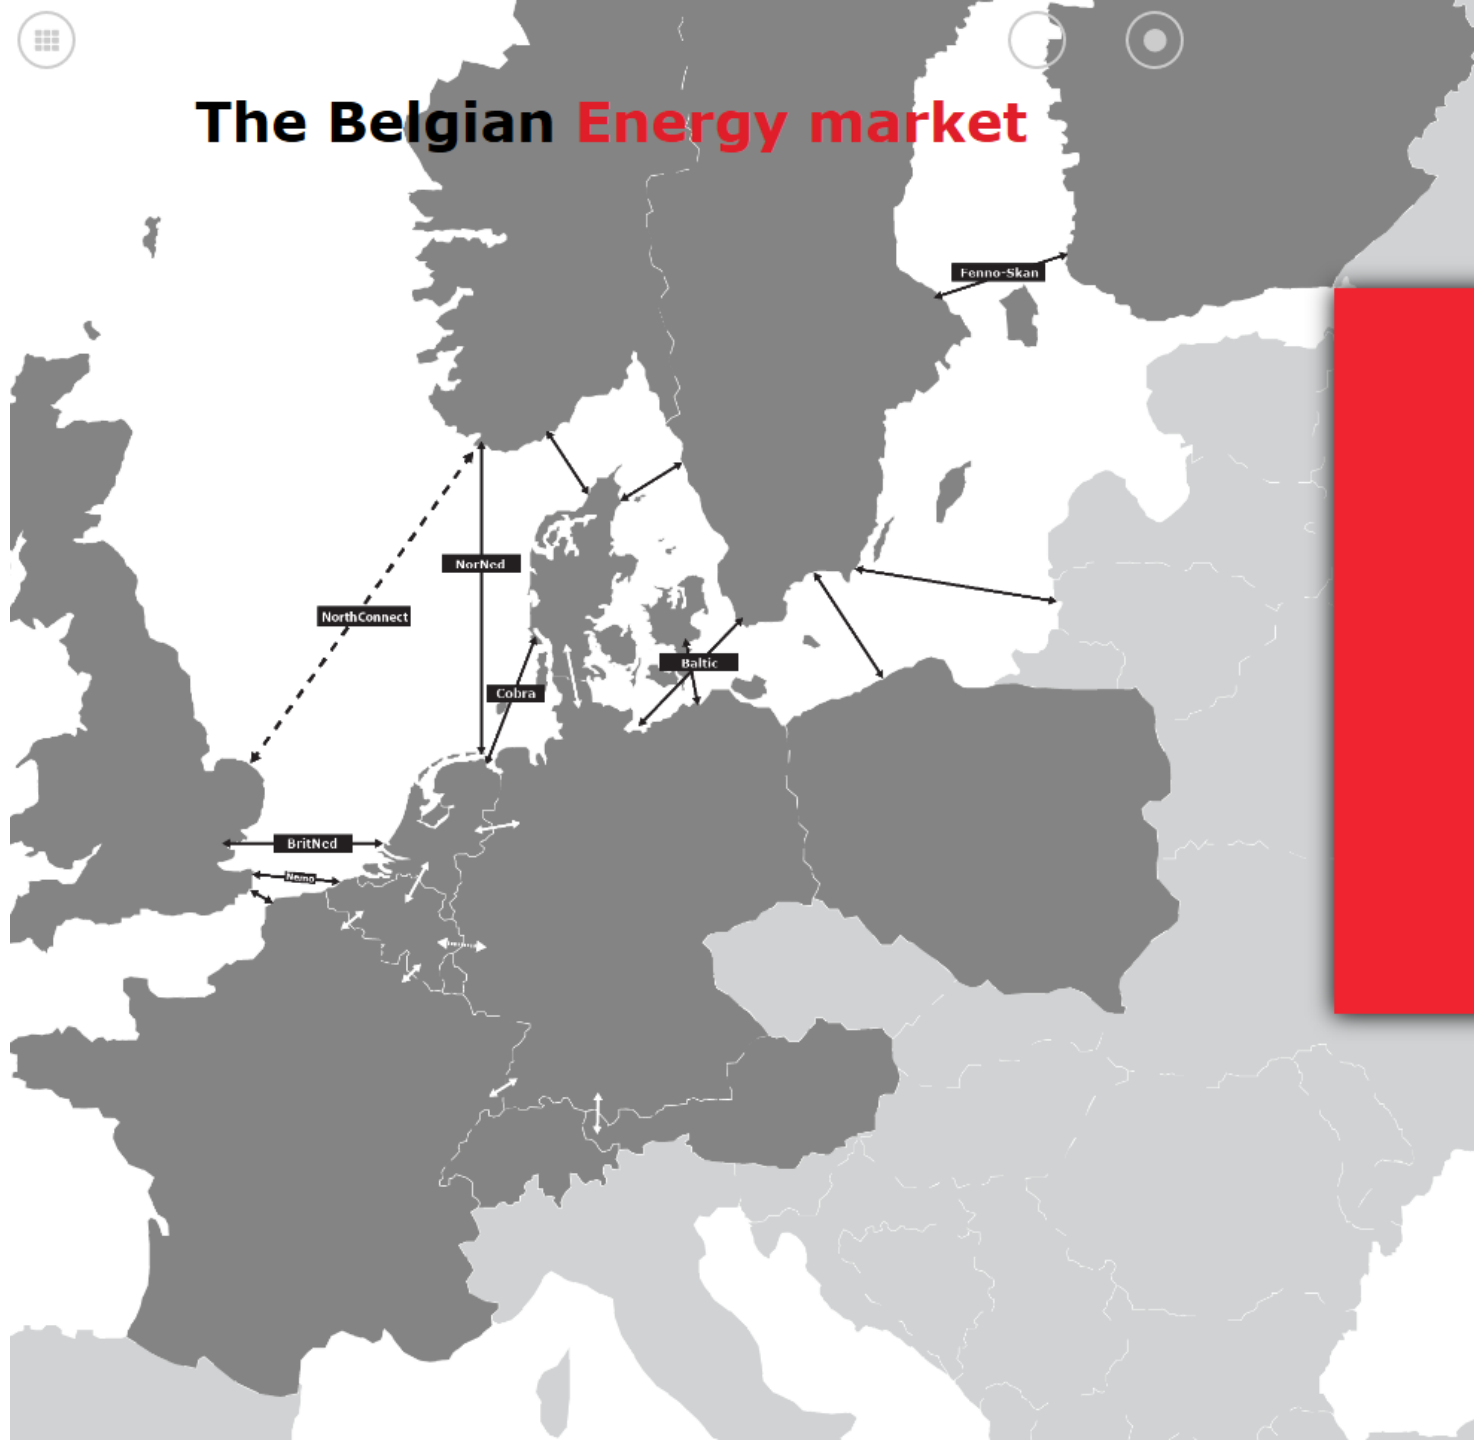 The Belgian Energy market
Fenno-Skan
NorNed
NorthConnect
Baltic
Cobra
BritNed
Nemo